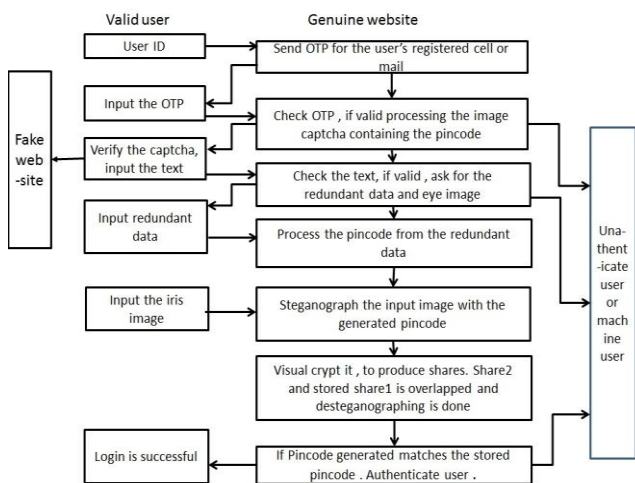 Valid user
Genuine website
User ID
Send OTP for the user's registered cell or
mail
Input the OTP
Check OTP , if valid processing the image
captcha containing the pincode
Fake
web
-site
Verify the captcha,
input the text
Check the text, if valid , ask for the
redundant data and eye image
Input redundant
data
Process the pincode from the redundant
data
Una-
thent
-icate
user
or
mach
ine
user
Input the iris
image
Steganograph the input image with the
generated pincode
Visual crypt it , to produce shares. Share2
and stored share1 is overlapped and
desteganographing is done
Login is successful
If Pincode generated matches the stored
pincode . Authenticate user .